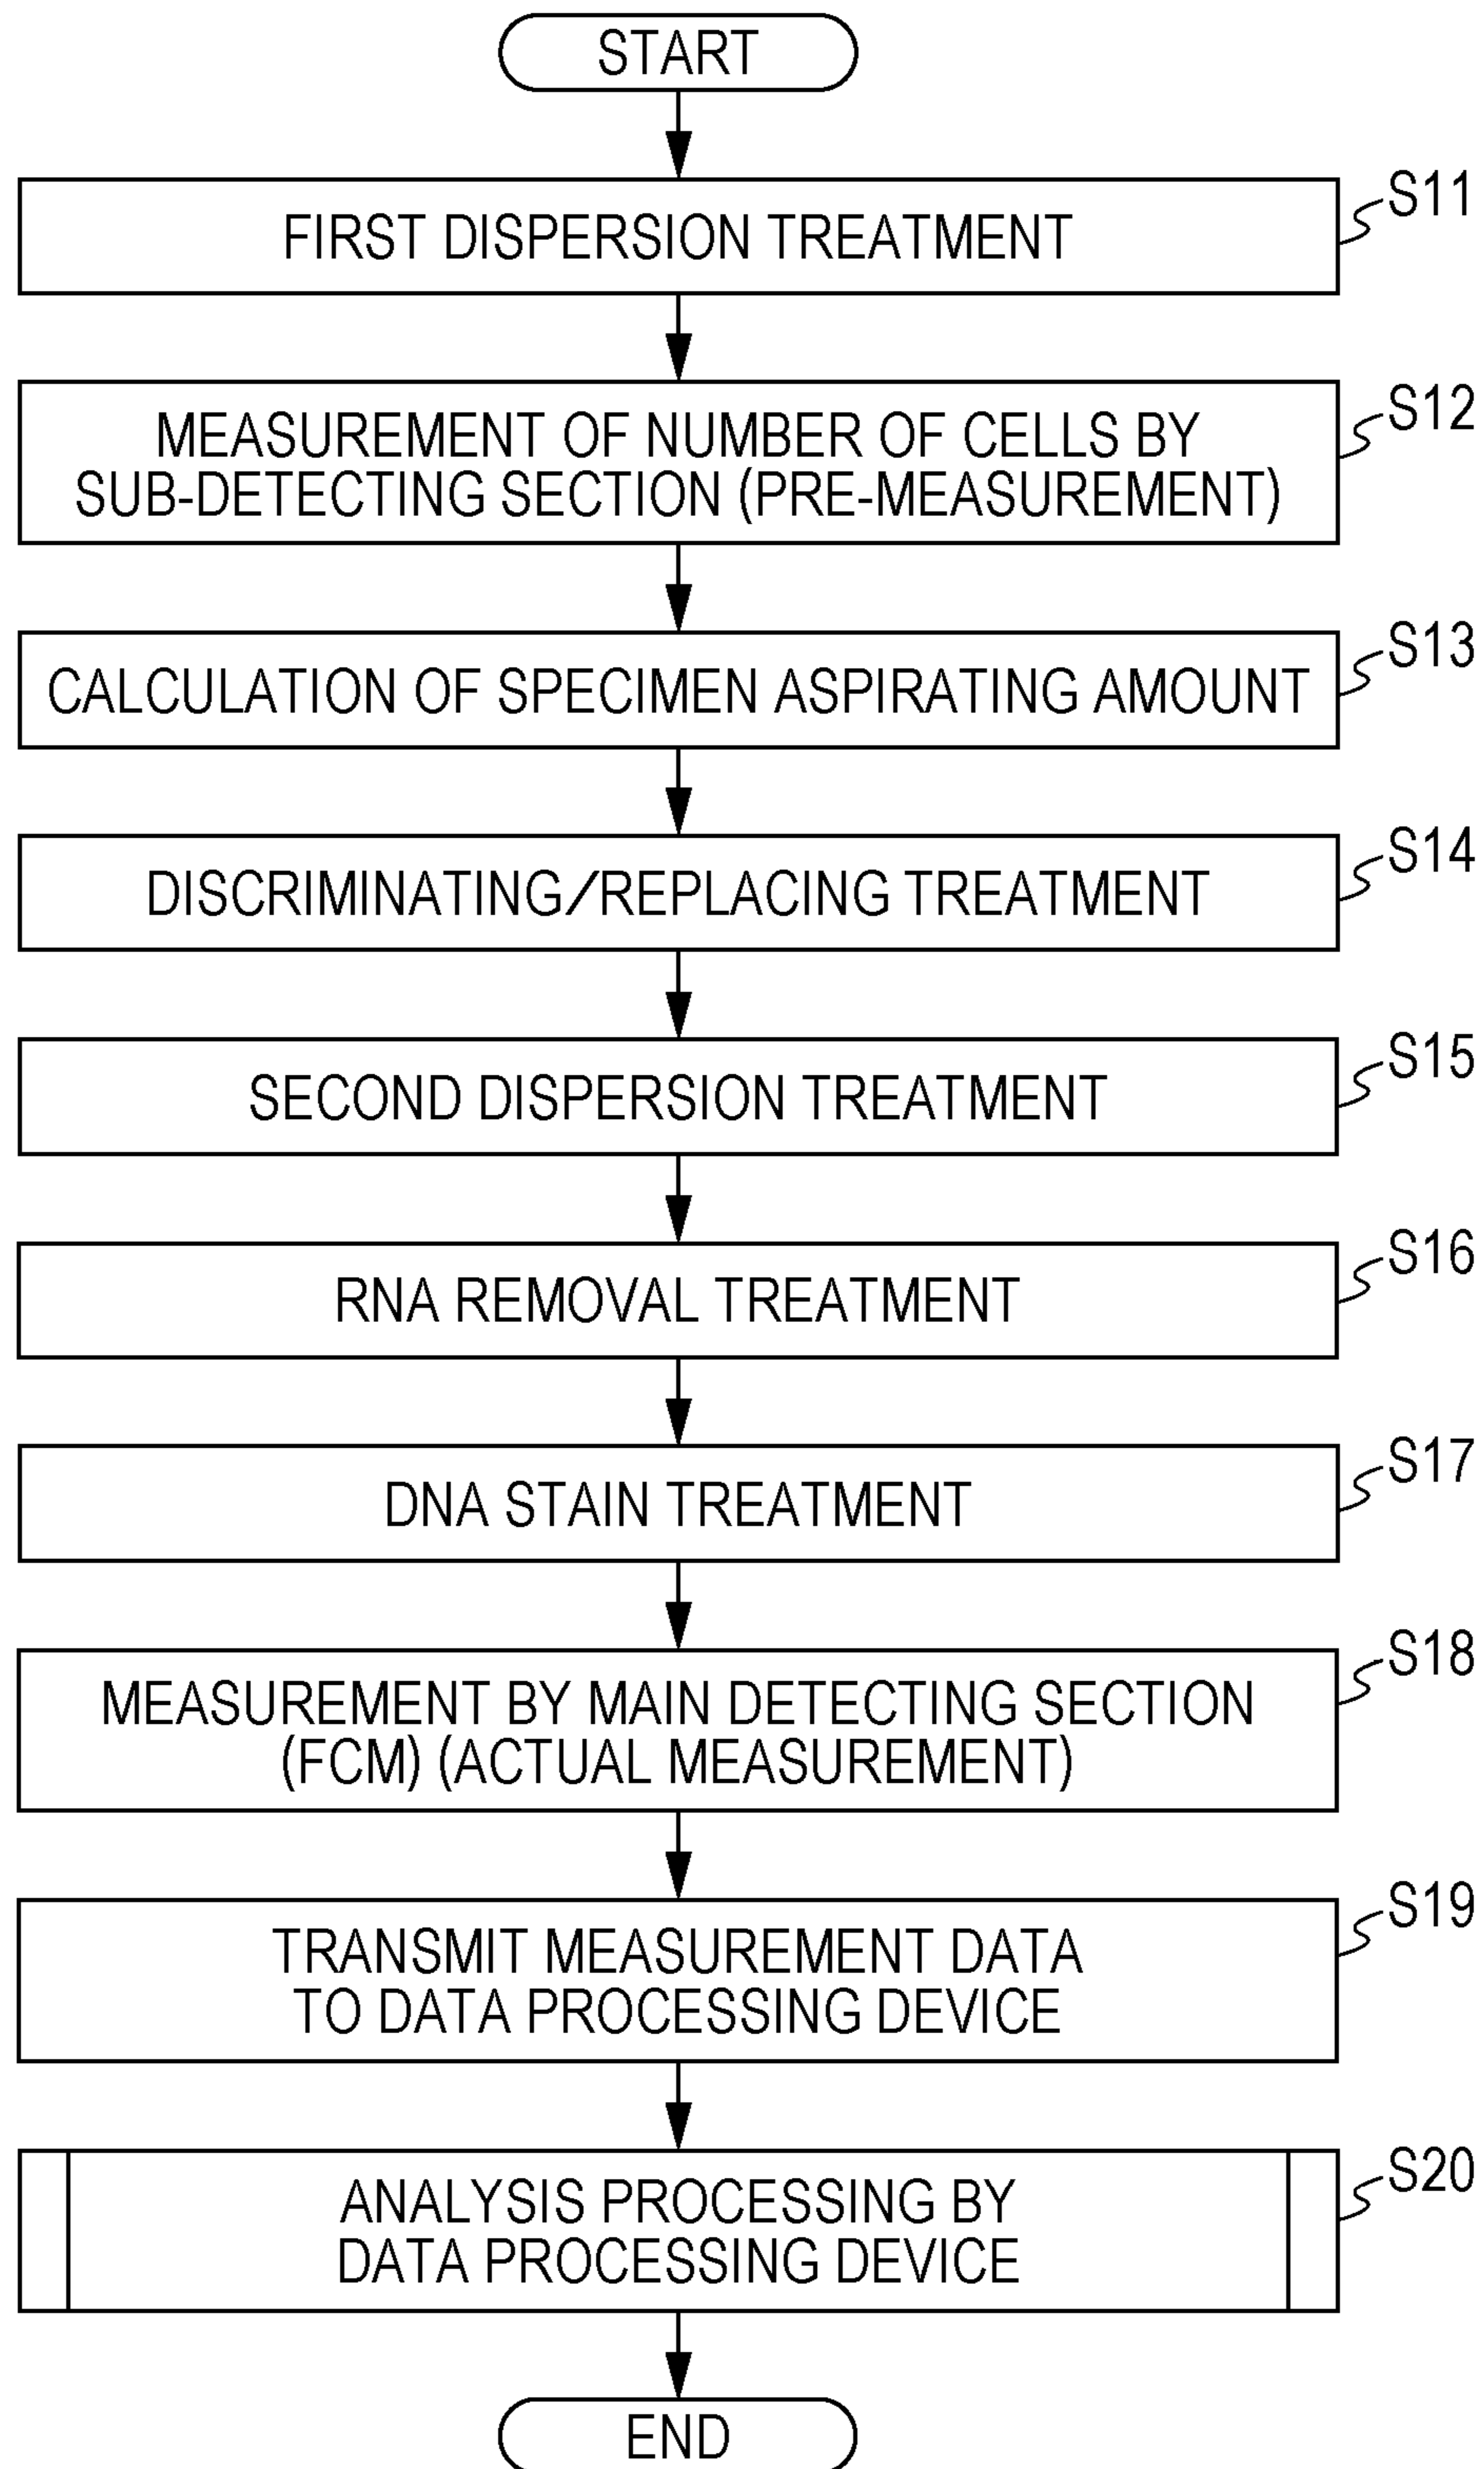 START
S11
FIRST DISPERSION TREATMENT
S12
MEASUREMENT OF NUMBER OF CELLS BY
SUB-DETECTING SECTION (PRE-MEASUREMENT)
S13
CALCULATION OF SPECIMEN ASPIRATING AMOUNT
S14
DISCRIMINATING/REPLACING TREATMENT
S15
SECOND DISPERSION TREATMENT
S16
RNA REMOVAL TREATMENT
S17
DNA STAIN TREATMENT
S18
MEASUREMENT BY MAIN DETECTING SECTION
(FCM) (ACTUAL MEASUREMENT)
S19
TRANSMIT MEASUREMENT DATA
TO DATA PROCESSING DEVICE
S20
ANALYSIS PROCESSING BY
DATA PROCESSING DEVICE
END